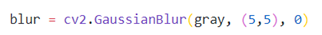 blur = cv2.GaussianBlur(gray, (5,5), 0)